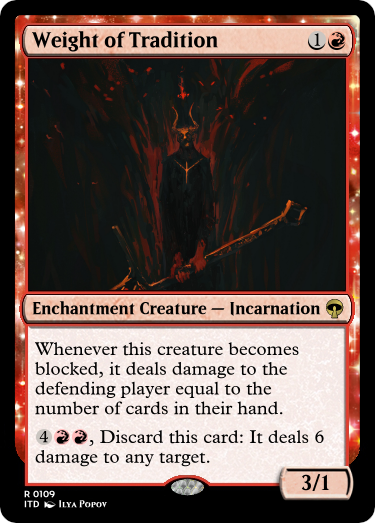 Weight of Tradition 1
Enchantment Creature — Incarnation
Whenever this creature becomes
blocked, it deals damage to the
defending player equal to the
number of cards in their hand.
4, Discard this card: It deals 6
damage to any target.
3/1
R 0109
ITD Ilya Popov